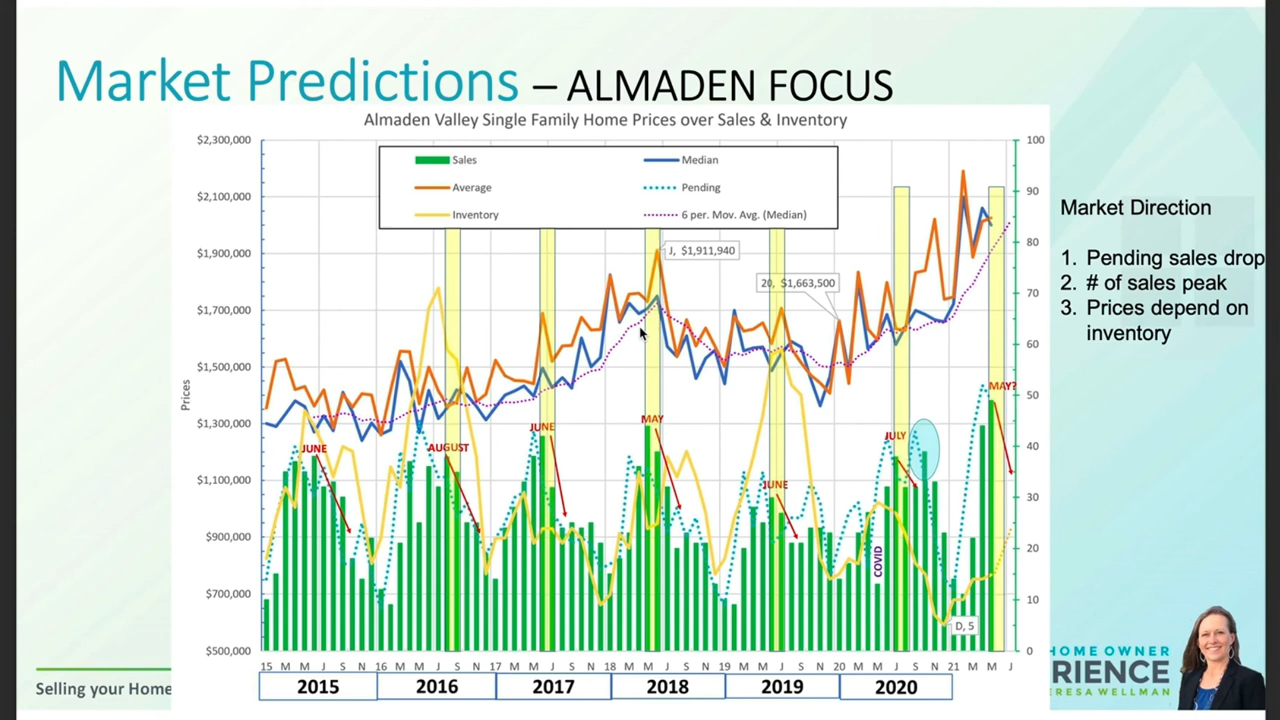 Market Predictions – ALMADEN FOCUS
Almaden Valley Single Family Home Prices over Sales & Inventory
Sales
Median
Average
Pending
Inventory
6 per. Mov. Avg. (Median)
$2,300,000
$2,100,000
$1,900,000
$1,700,000
$1,500,000
$1,300,000
$1,100,000
$900,000
$700,000
$500,000
Prices
100
90
80
70
60
50
40
30
20
10
0
J, $1,911,940
20, $1,663,500
JUNE
AUGUST
JUNE
MAY
JUNE
JULY
MAY?
COVID
D, 5
15 M M J S N 16 M M J S N 17 M M J S N 18 M M J S N 19 M M J S N 20 M M J S N 21 M M J
2015 2016 2017 2018 2019 2020
Market Direction
1. Pending sales drop
2. # of sales peak
3. Prices depend on
inventory
Selling your Home
HOME OWNER
RIENCE
ERESA WELLMAN